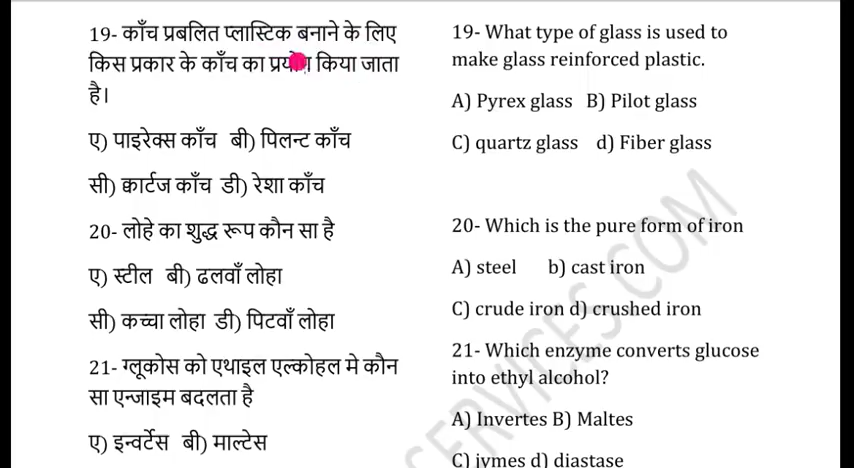 19- काँच प्रबलित प्लास्टिक बनाने के लिए
किस प्रकार के काँच का प्रयोग किया जाता
है।
ए) पाइरेक्स काँच बी) पिलन्ट काँच
सी) क्वार्टज काँच डी) रेशा काँच
20- लोहे का शुद्ध रूप कौन सा है
ए) स्टील बी) ढलवाँ लोहा
सी) कच्चा लोहा डी) पिटवाँ लोहा
21- ग्लूकोस को एथाइल एल्कोहल मे कौन
सा एन्जाइम बदलता है
ए) इन्वर्टेस बी) माल्टेस
19- What type of glass is used to
make glass reinforced plastic.
A) Pyrex glass B) Pilot glass
C) quartz glass d) Fiber glass
20- Which is the pure form of iron
A) steel b) cast iron
C) crude iron d) crushed iron
21- Which enzyme converts glucose
into ethyl alcohol?
A) Invertes B) Maltes
C) jymes d) diastase
SERVICES.COM